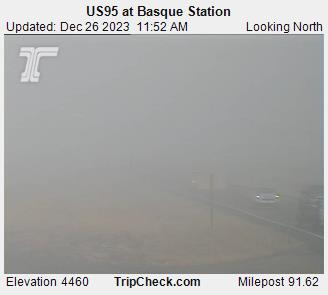 US95 at Basque Station
Updated: Dec 26 2023 11:52 AM Looking North
Elevation 4460 TripCheck.com Milepost 91.62